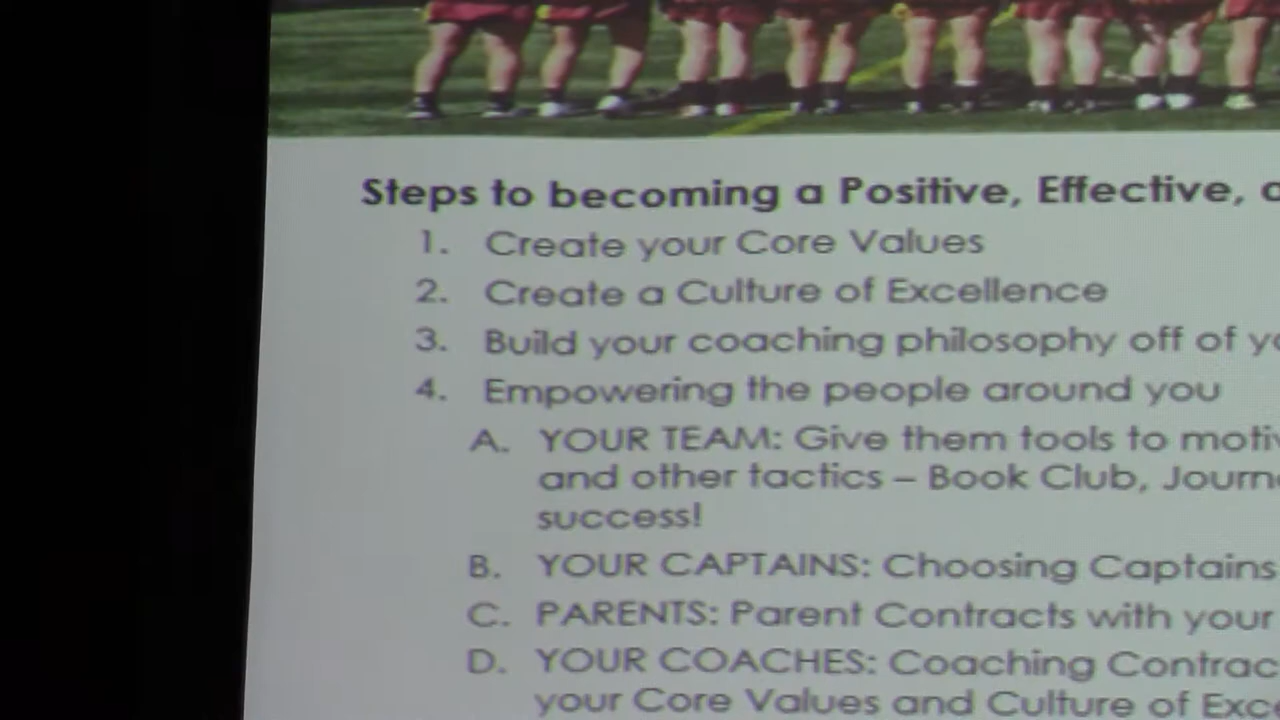 Steps to becoming a Positive, Effective,
1. Create your Core Values
2. Create a Culture of Excellence
3. Build your coaching philosophy off of
4. Empowering the people around you
A. YOUR TEAM: Give them tools to
and other tactics – Book Club,
success!
B. YOUR CAPTAINS: Choosing Captains
C. PARENTS: Parent Contracts with your
D. YOUR COACHES: Coaching
your Core Values and Culture of